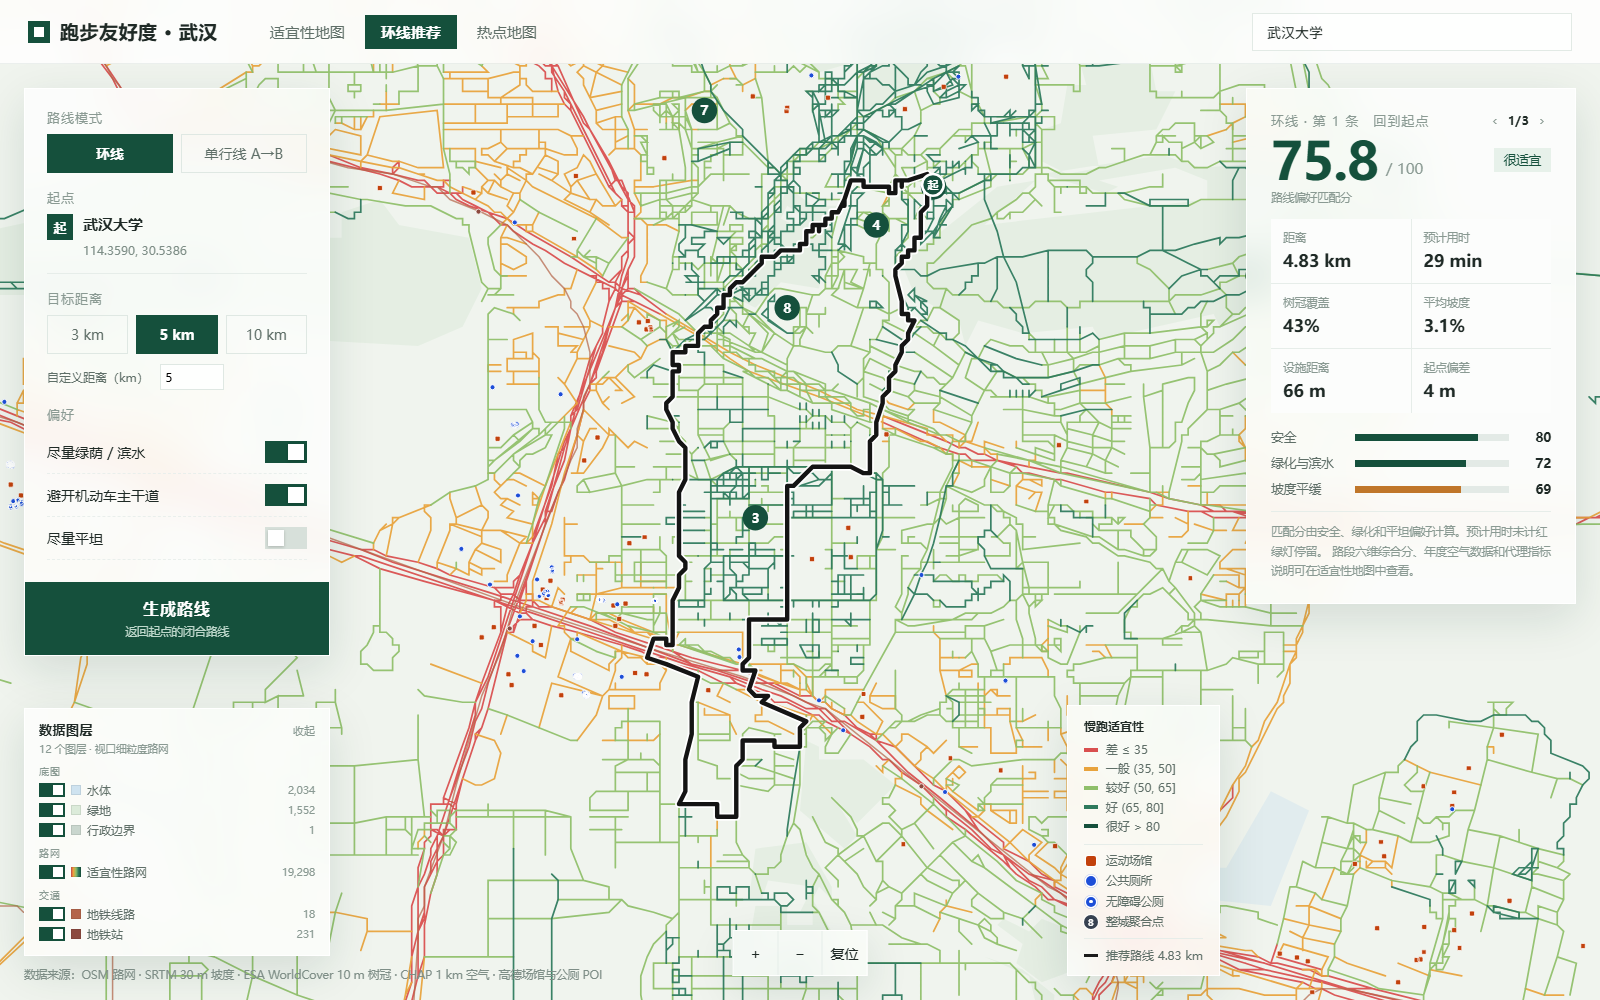 跑步友好度・武汉
适宜性地图
环线推荐
热点地图
武汉大学
路线模式
环线
单行线 A→B
起点
起
武汉大学
114.3590, 30.5386
目标距离
3 km
5 km
10 km
自定义距离（km）
5
偏好
尽量绿荫 / 滨水
避开机动车主干道
尽量平坦
生成路线
返回起点的闭合路线
数据图层
收起
12 个图层 · 视口细粒度路网
底图
水体
2,034
绿地
1,552
行政边界
1
路网
适宜性路网
19,298
交通
地铁线路
18
地铁站
231
数据来源：OSM 路网 · SRTM 30 m 坡度 · ESA WorldCover 10 m 树冠 · CHAP 1 km 空气 · 高德场馆与公厕 POI
7
起
4
8
3
+
−
复位
环线 · 第 1 条　回到起点
‹ 1/3 ›
75.8 / 100
很适宜
路线偏好匹配分
距离
4.83 km
预计用时
29 min
树冠覆盖
43%
平均坡度
3.1%
设施距离
66 m
起点偏差
4 m
安全
80
绿化与滨水
72
坡度平缓
69
匹配分由安全、绿化和平坦偏好计算。预计用时未计红
绿灯停留。 路段六维综合分、年度空气数据和代理指标
说明可在适宜性地图中查看。
慢跑适宜性
差 ≤ 35
一般 (35, 50]
较好 (50, 65]
好 (65, 80]
很好 > 80
运动场馆
公共厕所
无障碍公厕
8
整城聚合点
推荐路线 4.83 km